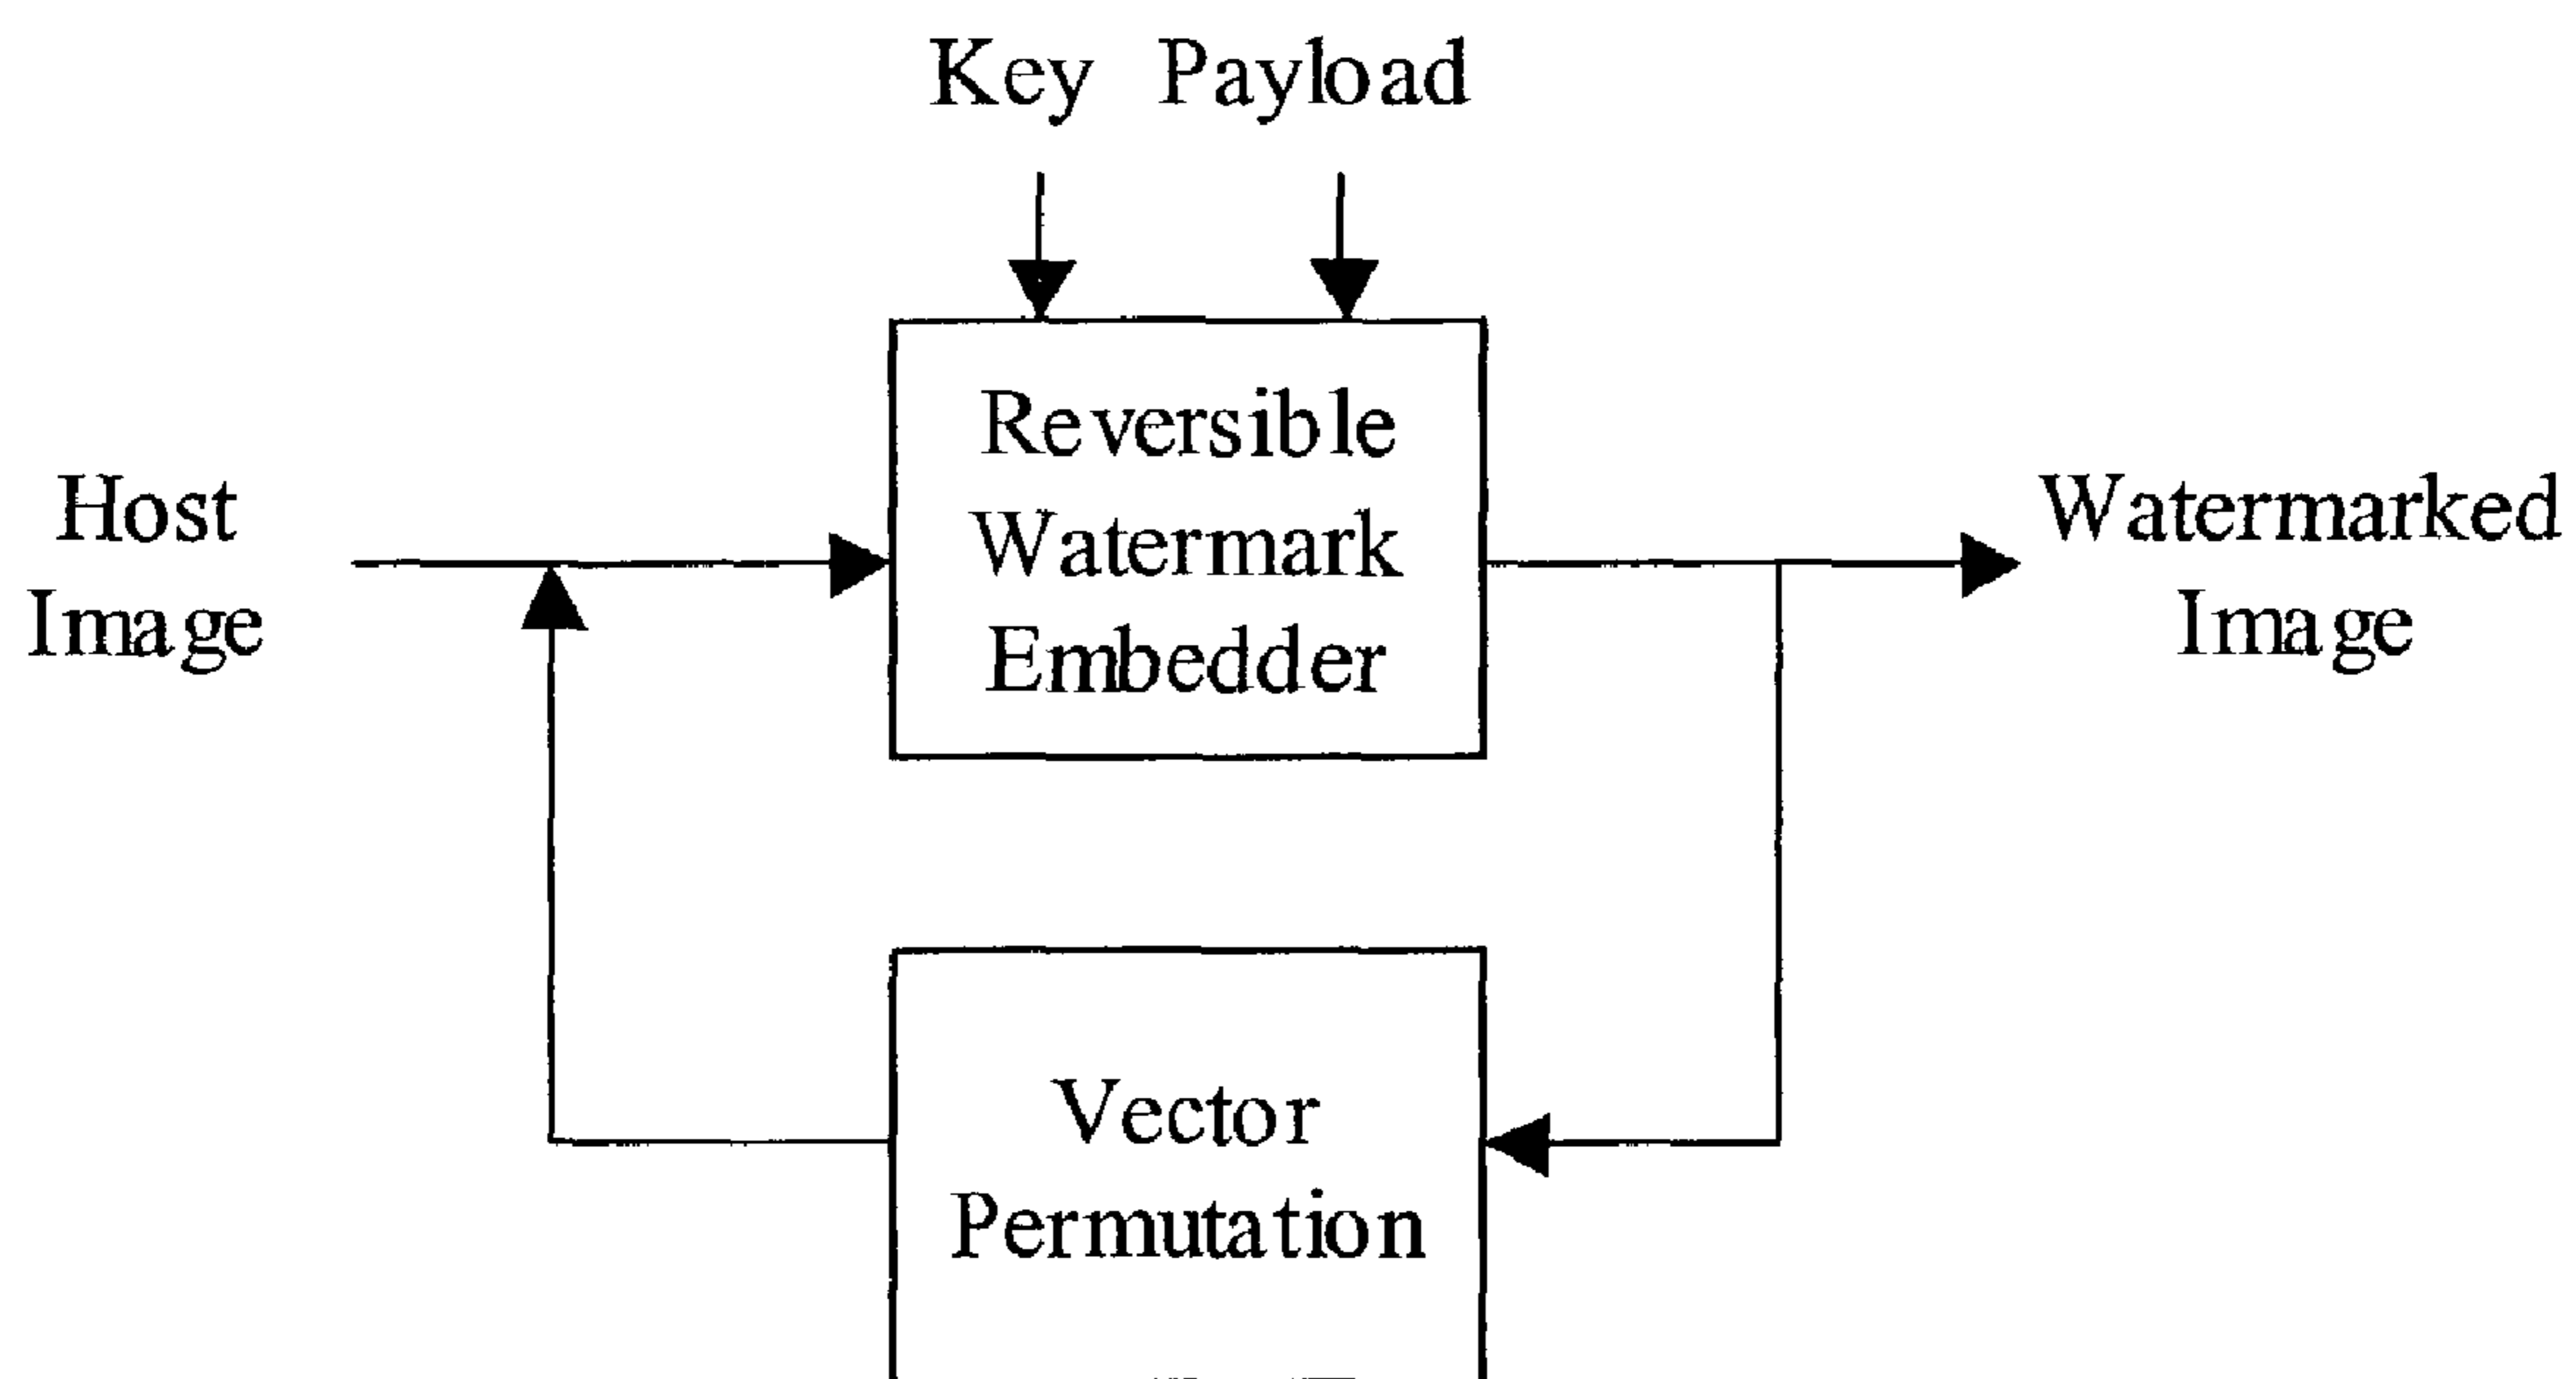 Key Payload
Reversible
Watermark
Embedder
Host
Image
Watermarked
Image
Vector
Permutation